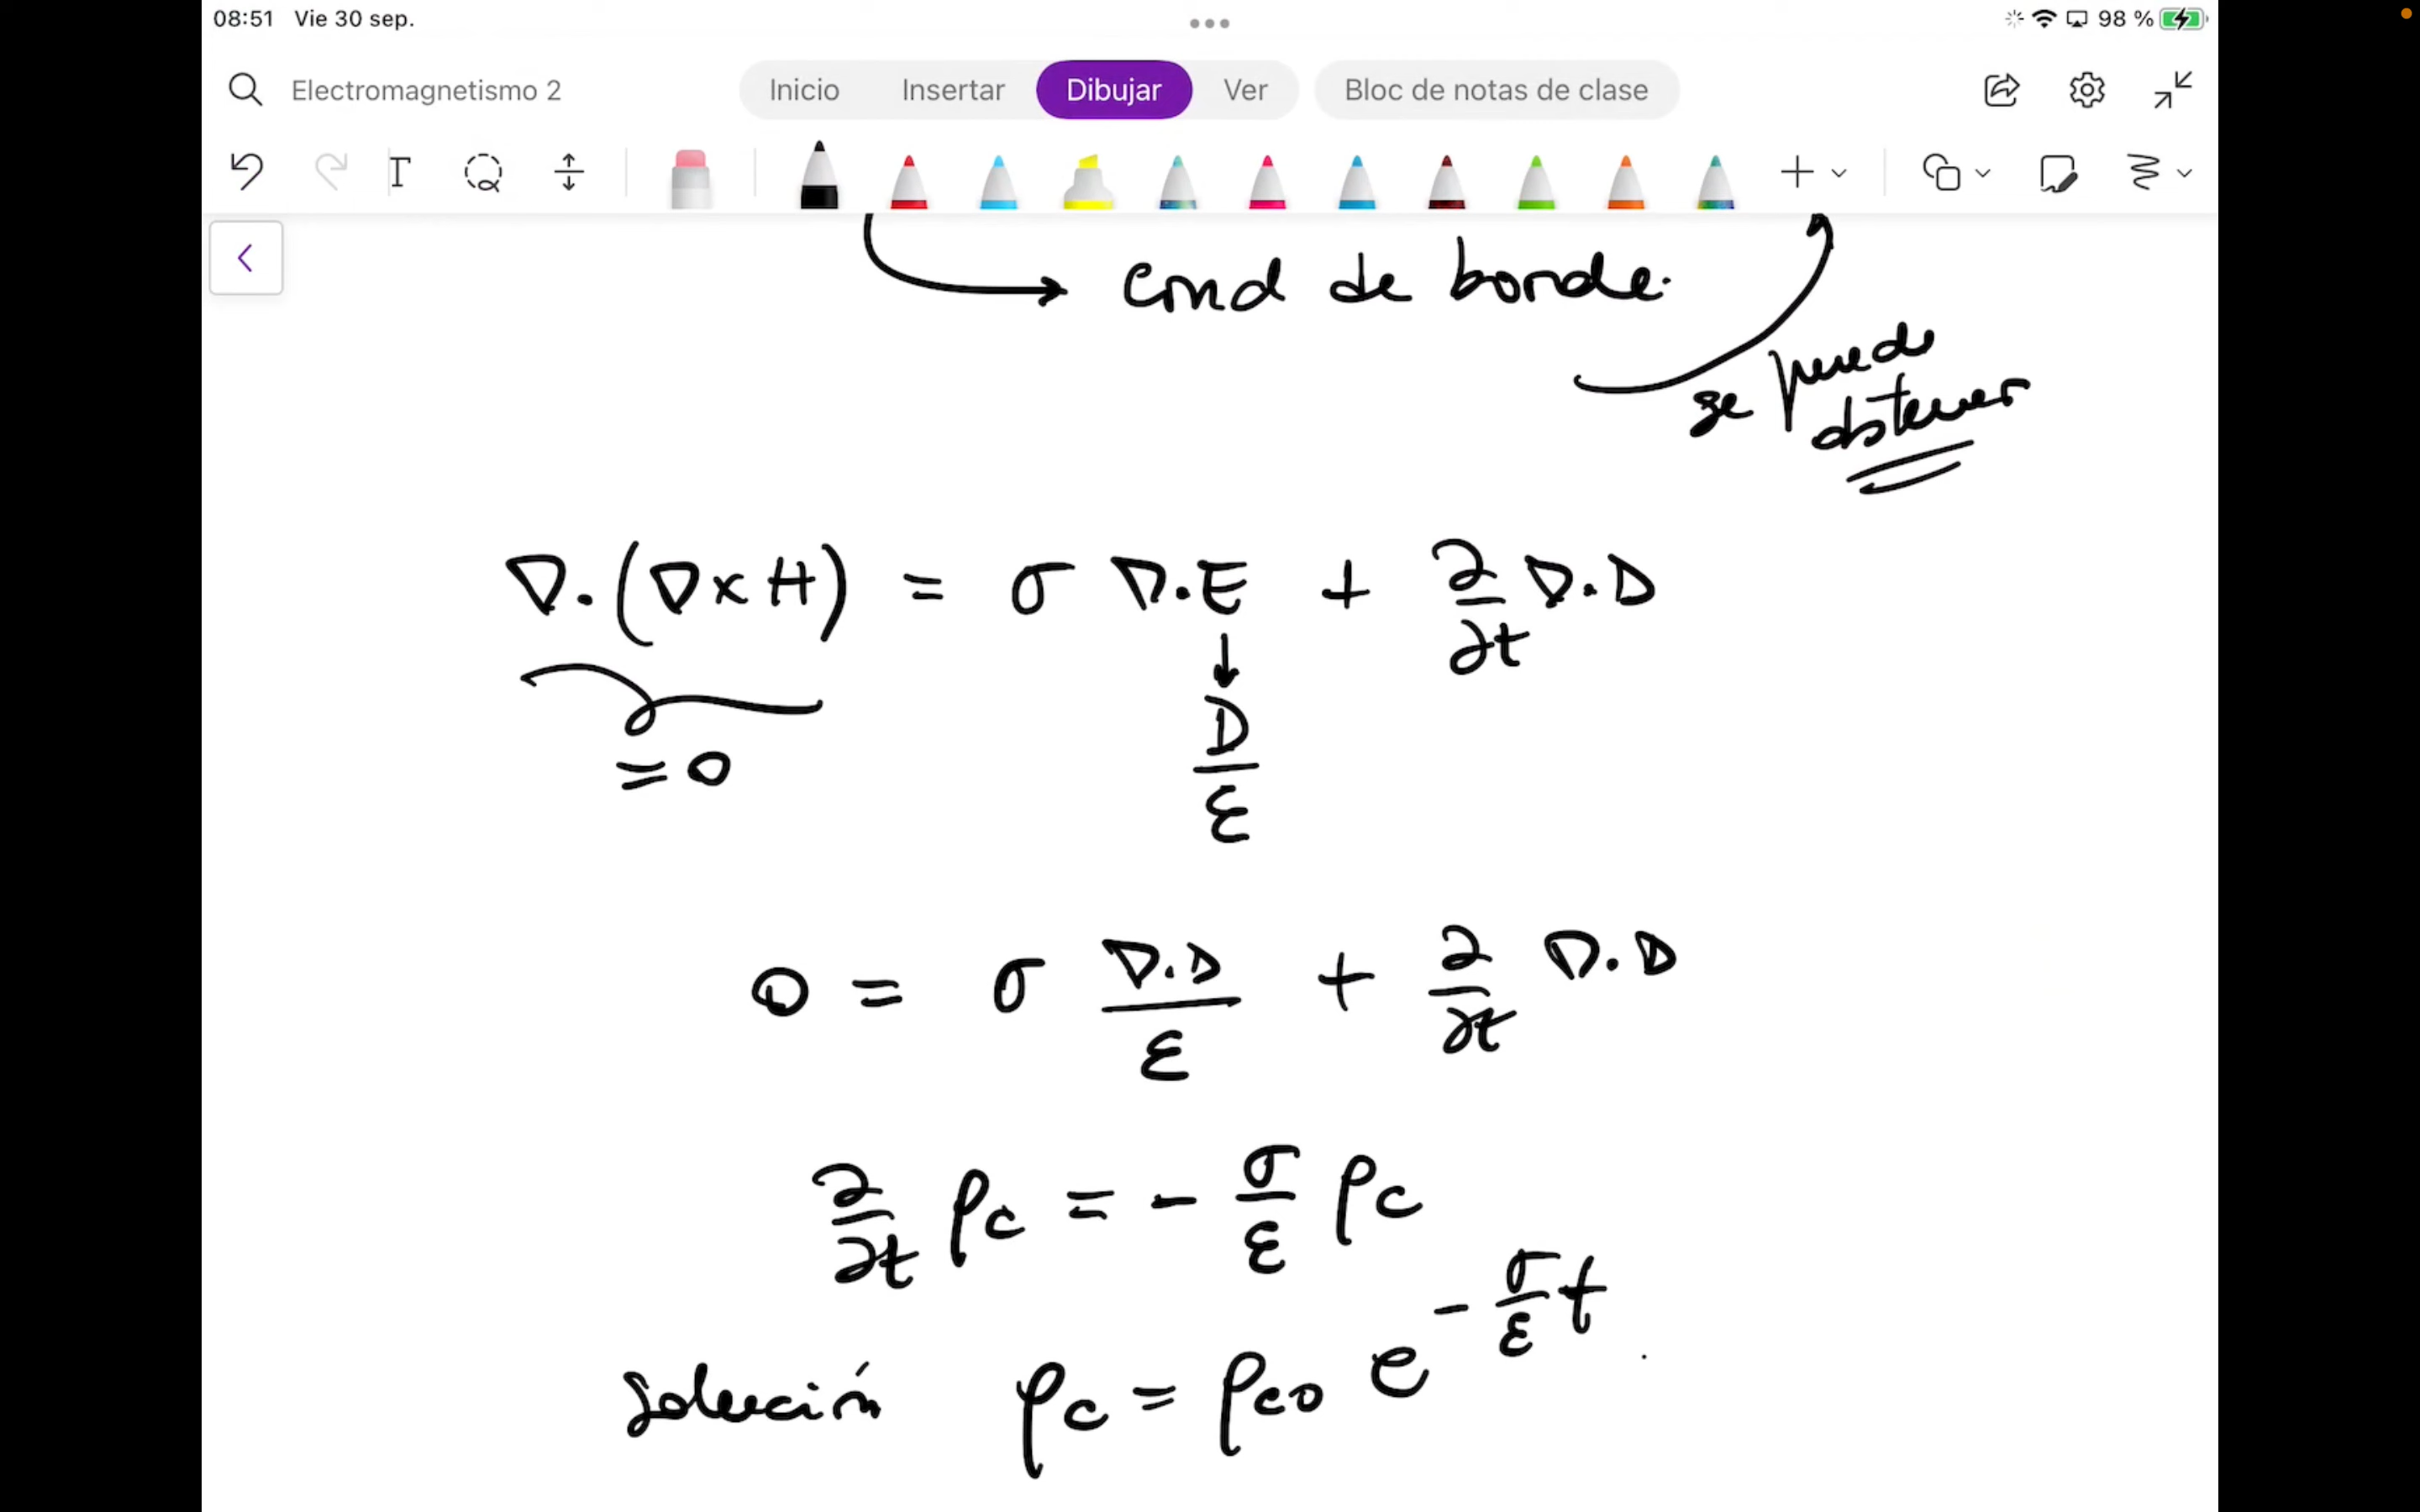 08:51 Vie 30 sep. 98 %
Electromagnetismo 2 Inicio Insertar Dibujar Ver Bloc de notas de clase
T
cond de borde.
se puede
obtener
∇·(∇×H) = σ ∇·E + ∂/∂t ∇·D
=0
D/ε
0 = σ ∇·D/ε + ∂/∂t ∇·D
∂/∂t ρc = - σ/ε ρc
Solución ρc = ρco e^(- σ/ε t)